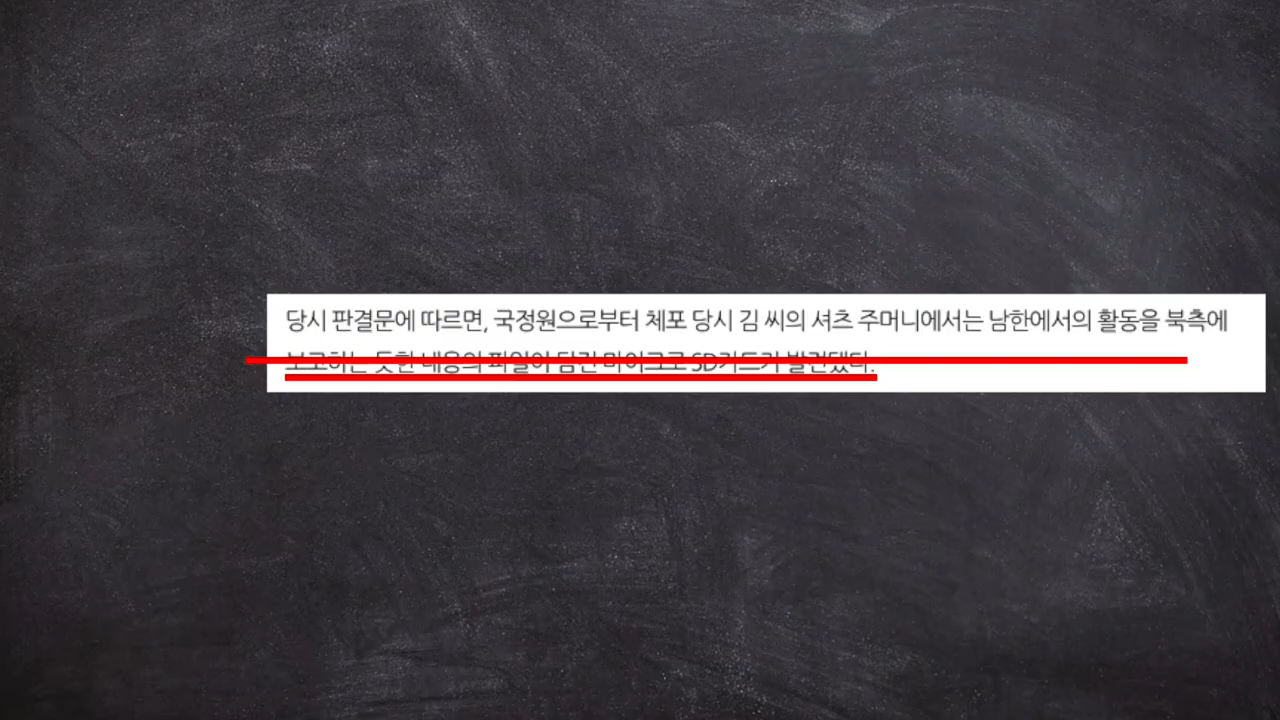 당시 판결문에 따르면, 국정원으로부터 체포 당시 김 씨의 셔츠 주머니에서는 남한에서의 활동을 북측에
보고하는 듯한 내용의 파일이 담긴 마이크로 SD카드가 발견됐다.